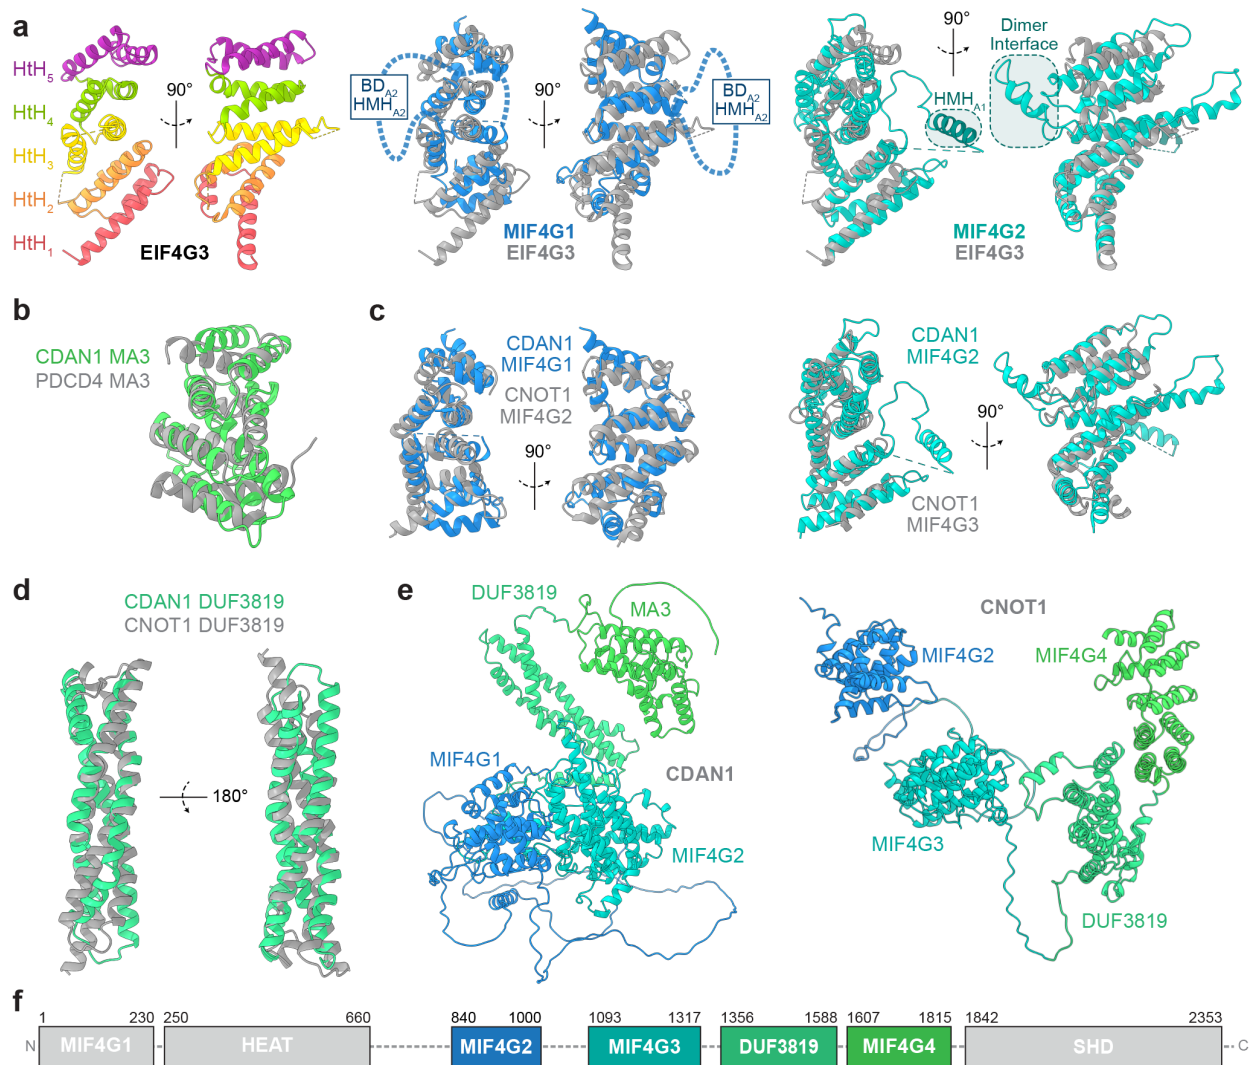 a
HtH5
HtH4
HtH3
HtH2
HtH1
90°
EIF4G3
BDA2
HMHA2
90°
BDA2
HMHA2
MIF4G1
EIF4G3
90°
Dimer
Interface
HMHA1
MIF4G2
EIF4G3
b
CDAN1 MA3
PDCD4 MA3
c
CDAN1
MIF4G1
CNOT1
MIF4G2
90°
CDAN1
MIF4G2
90°
CNOT1
MIF4G3
d
CDAN1 DUF3819
CNOT1 DUF3819
180°
e
DUF3819
MA3
MIF4G1
CDAN1
MIF4G2
CNOT1
MIF4G2
MIF4G4
MIF4G3
DUF3819
f
1 230 250 660 840 1000 1093 1317 1356 1588 1607 1815 1842 2353
N MIF4G1 HEAT MIF4G2 MIF4G3 DUF3819 MIF4G4 SHD C